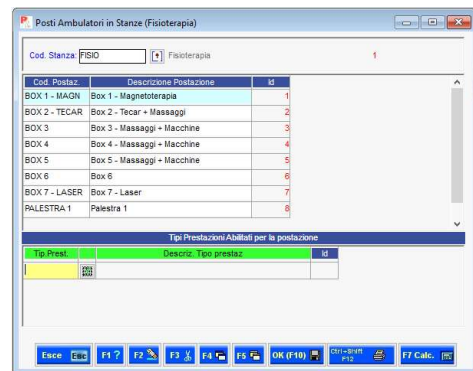 Posti Ambulatori in Stanze (Fisioterapia)
Cod. Stanza: FISIO Fisioterapia 1
Cod. Postaz. Descrizione Postazione Id
BOX 1 - MAGN Box 1 - Magnetoterapia 1
BOX 2 - TECAR Box 2 - Tecar + Massaggi 2
BOX 3 Box 3 - Massaggi + Macchine 3
BOX 4 Box 4 - Massaggi + Macchine 4
BOX 5 Box 5 - Massaggi + Macchine 5
BOX 6 Box 6 6
BOX 7 - LASER Box 7 - Laser 7
PALESTRA 1 Palestra 1 8
Tipi Prestazioni Abilitati per la postazione
Tip.Prest. Descriz. Tipo prestaz Id
Esce Esc F1 ? F2 F3 F4 F5 OK (F10) Ctrl-Shift F12 F7 Calc.